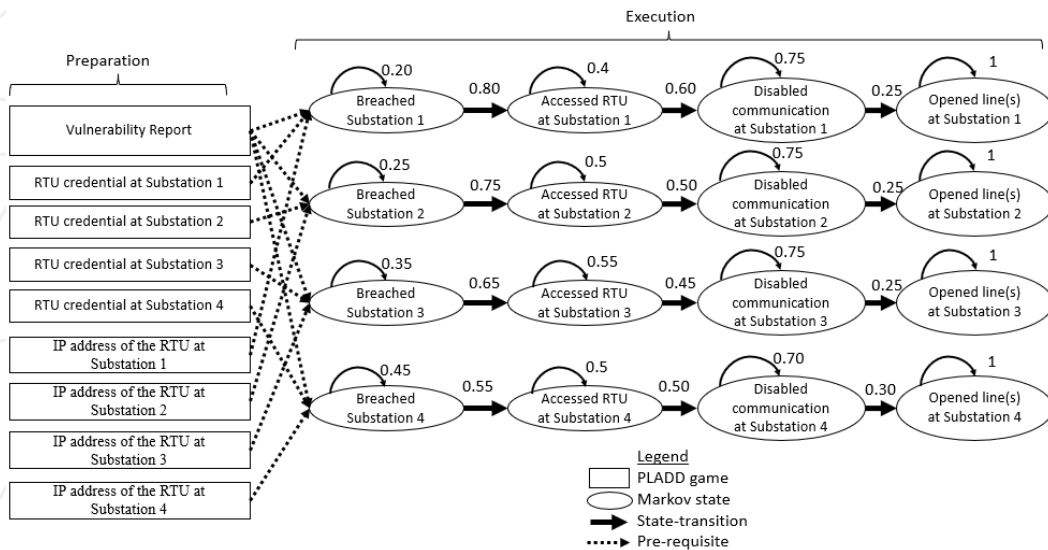 Execution
Preparation
Vulnerability Report
RTU credential at Substation 1
RTU credential at Substation 2
RTU credential at Substation 3
RTU credential at Substation 4
IP address of the RTU at
Substation 1
IP address of the RTU at
Substation 2
IP address of the RTU at
Substation 3
IP address of the RTU at
Substation 4
0.20
Breached
Substation 1
0.80
0.4
Accessed RTU
at Substation 1
0.60
0.75
Disabled
communication
at Substation 1
0.25
1
Opened line(s)
at Substation 1
0.25
Breached
Substation 2
0.75
0.5
Accessed RTU
at Substation 2
0.50
0.75
Disabled
communication
at Substation 2
0.25
1
Opened line(s)
at Substation 2
0.35
Breached
Substation 3
0.65
0.55
Accessed RTU
at Substation 3
0.45
0.75
Disabled
communication
at Substation 3
0.25
1
Opened line(s)
at Substation 3
0.45
Breached
Substation 4
0.55
0.5
Accessed RTU
at Substation 4
0.50
0.70
Disabled
communication
at Substation 4
0.30
1
Opened line(s)
at Substation 4
Legend
PLADD game
Markov state
State-transition
Pre-requisite